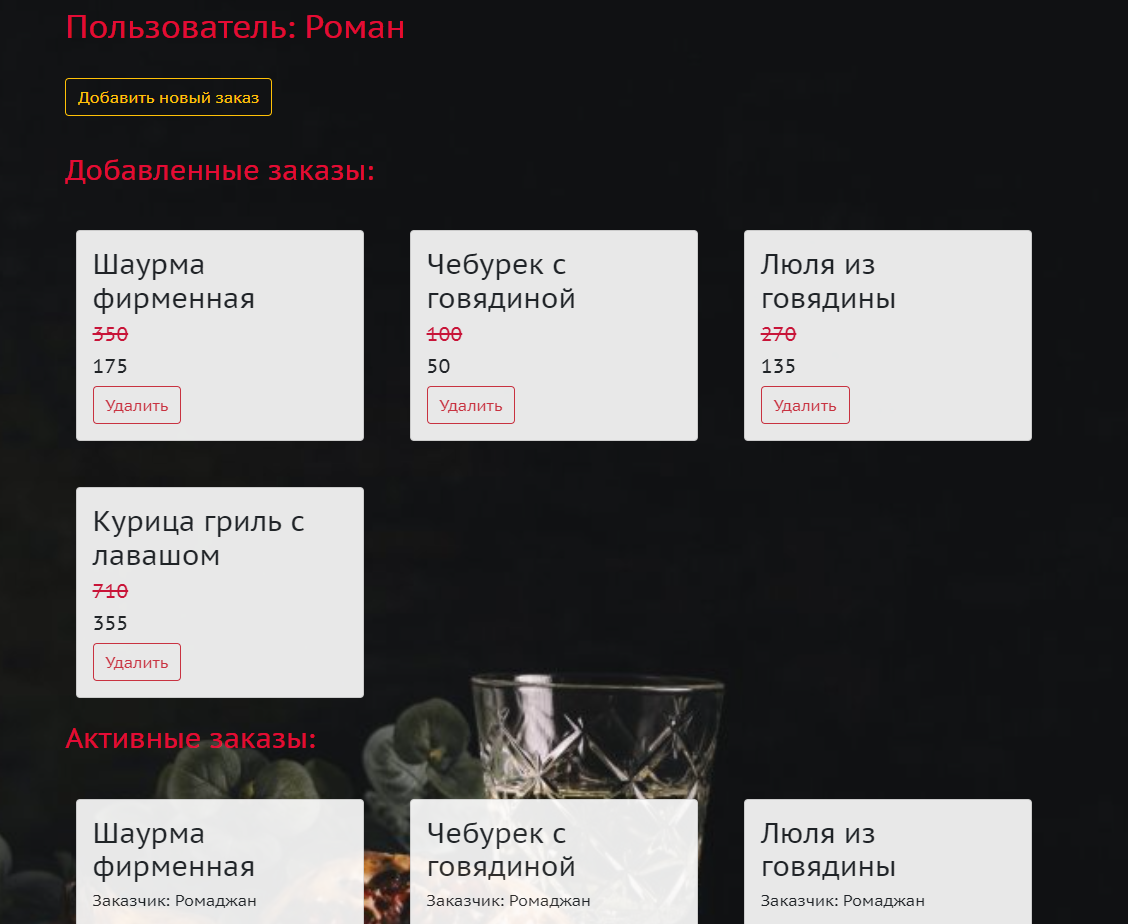 Пользователь: Роман
Добавить новый заказ
Добавленные заказы:
Шаурма
фирменная
350
175
Удалить
Чебурек с
говядиной
100
50
Удалить
Люля из
говядины
270
135
Удалить
Курица гриль с
лавашом
710
355
Удалить
Активные заказы:
Шаурма
фирменная
Заказчик: Ромаджан
Чебурек с
говядиной
Заказчик: Ромаджан
Люля из
говядины
Заказчик: Ромаджан